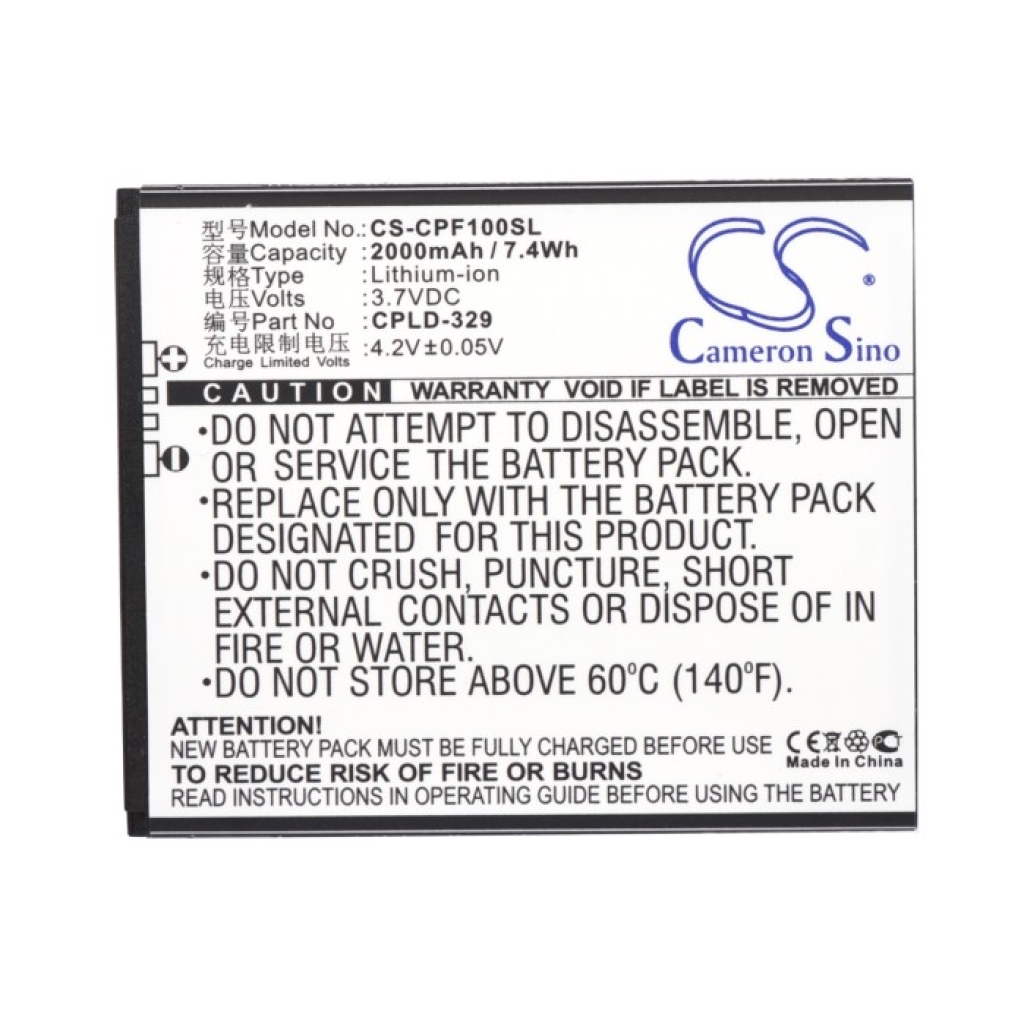 型号Model No.:CS-CPF100SL
容量Capacity :2000mAh / 7.4Wh
规格Type :Lithium-ion
电压Volts :3.7VDC
编号Part No :CPLD-329
充电限制电压 :4.2V±0.05V
Charge Limited Volts
CS
®
Cameron Sino
CAUTION WARRANTY VOID IF LABEL IS REMOVED
•DO NOT ATTEMPT TO DISASSEMBLE, OPEN
OR SERVICE THE BATTERY PACK.
•REPLACE ONLY WITH THE BATTERY PACK
DESIGNATED FOR THIS PRODUCT.
•DO NOT CRUSH, PUNCTURE, SHORT
EXTERNAL CONTACTS OR DISPOSE OF IN
FIRE OR WATER.
•DO NOT STORE ABOVE 60°C (140°F).
ATTENTION!
NEW BATTERY PACK MUST BE FULLY CHARGED BEFORE USE
CE
Made In China
TO REDUCE RISK OF FIRE OR BURNS
READ INSTRUCTIONS IN OPERATING GUIDE BEFORE USING THE BATTERY